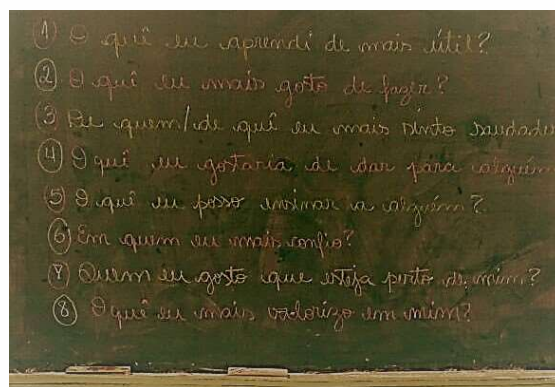 1 O quê eu aprendi de mais útil?
2 O quê eu mais gosto de fazer?
3 De quem/de quê eu mais sinto saudade
4 O quê eu gostaria de dar para alguém
5 O quê eu posso ensinar a alguém?
6 Em quem eu mais confio?
7 Quem eu gosto que esteja perto de mim?
8 O quê eu mais valorizo em mim?